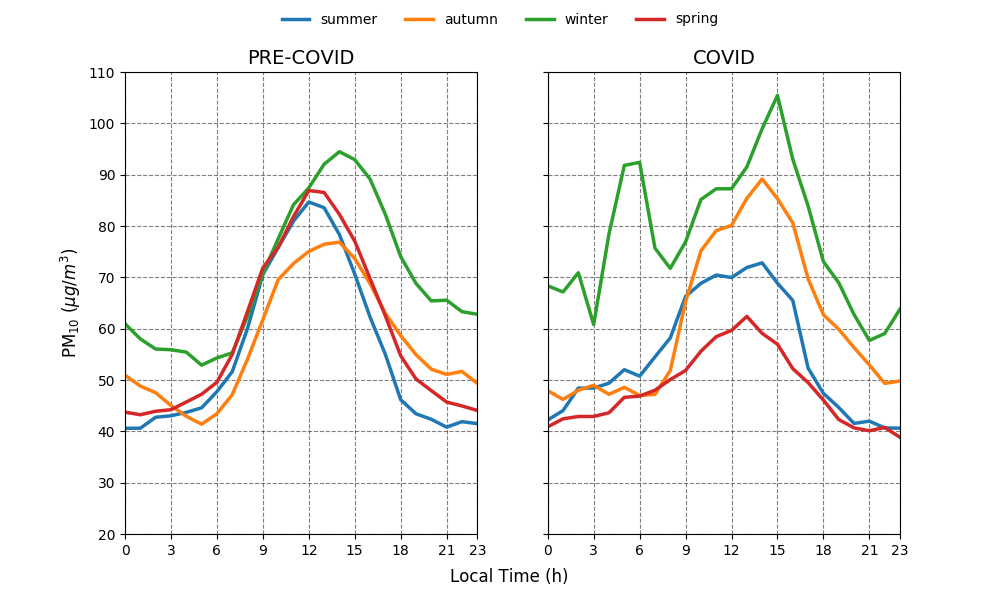 summer autumn winter spring
PRE-COVID COVID
110
100
90
80
70
60
50
40
30
20
PM₁₀ (μg/m³)
0 3 6 9 12 15 18 21 23 0 3 6 9 12 15 18 21 23
Local Time (h)